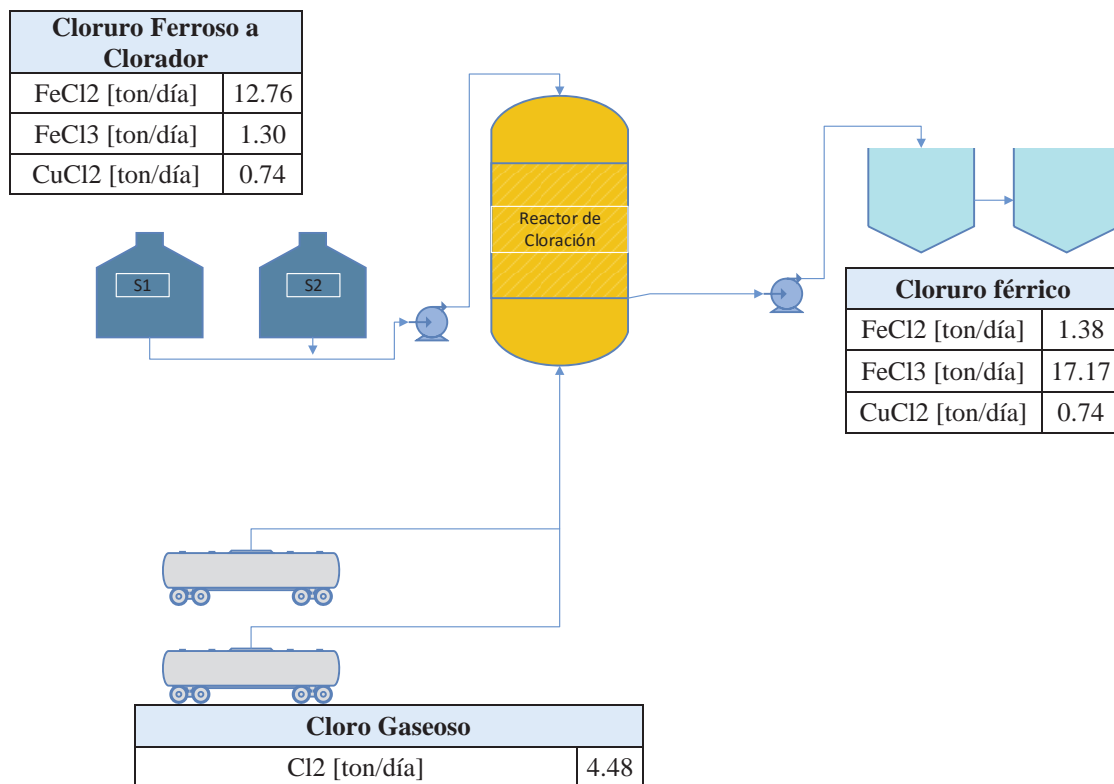 Cloruro Ferroso a
Clorador
FeCl2 [ton/día] 12.76
FeCl3 [ton/día] 1.30
CuCl2 [ton/día] 0.74
S1
S2
Reactor de
Cloración
Cloruro férrico
FeCl2 [ton/día] 1.38
FeCl3 [ton/día] 17.17
CuCl2 [ton/día] 0.74
Cloro Gaseoso
Cl2 [ton/día] 4.48